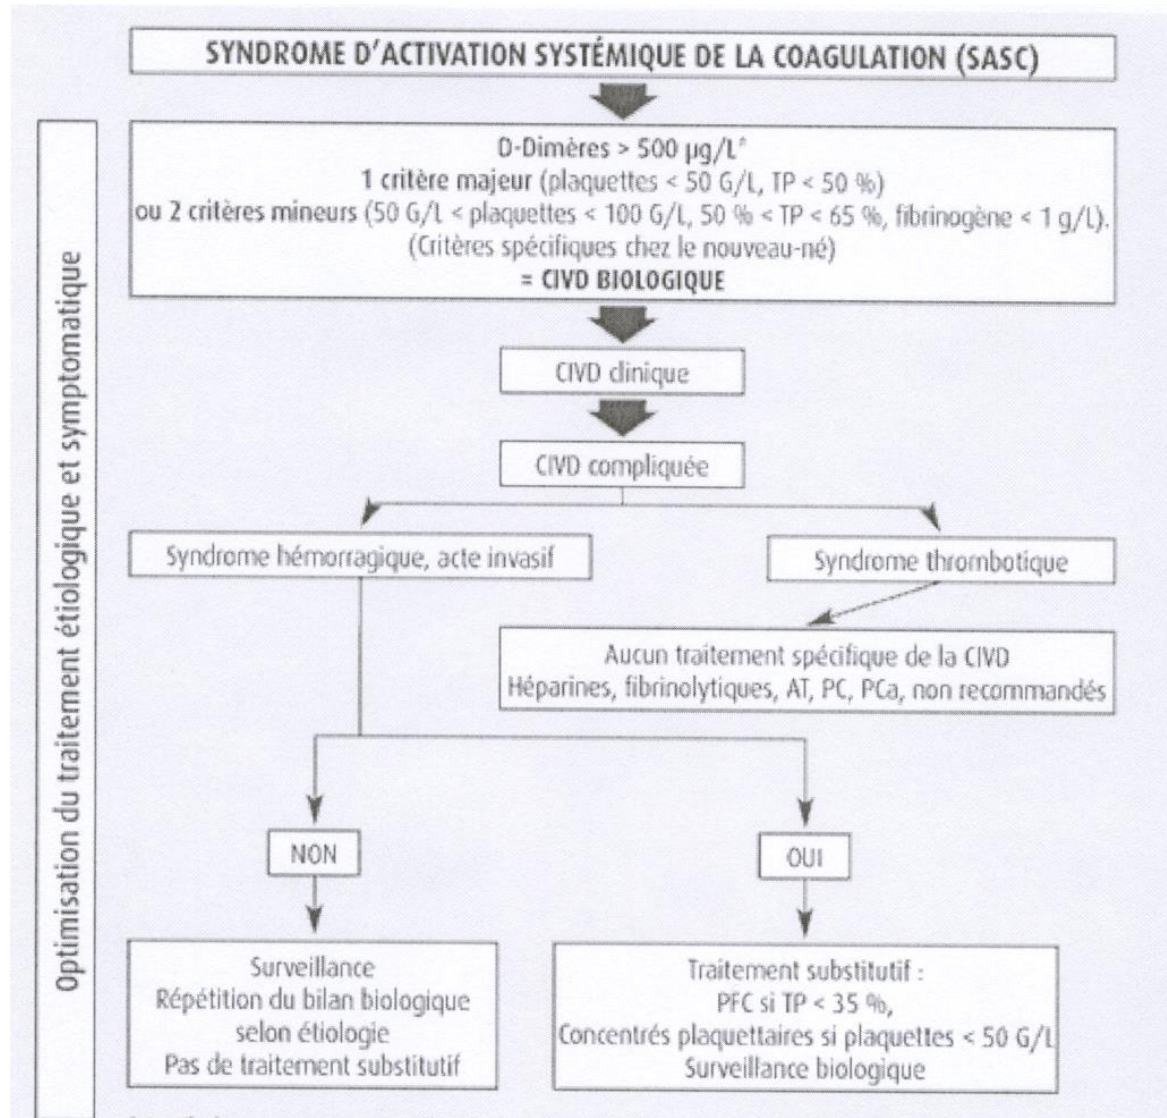 SYNDROME D'ACTIVATION SYSTÉMIQUE DE LA COAGULATION (SASC)
Optimisation du traitement étiologique et symptomatique
D-Dimères > 500 µg/L*
1 critère majeur (plaquettes < 50 G/L, TP < 50 %)
ou 2 critères mineurs (50 G/L < plaquettes < 100 G/L, 50 % < TP < 65 %, fibrinogène < 1 g/L).
(Critères spécifiques chez le nouveau-né)
= CIVD BIOLOGIQUE
CIVD clinique
CIVD compliquée
Syndrome hémorragique, acte invasif
Syndrome thrombotique
Aucun traitement spécifique de la CIVD
Héparines, fibrinolytiques, AT, PC, PCa, non recommandés
NON
OUI
Surveillance
Répétition du bilan biologique
selon étiologie
Pas de traitement substitutif
Traitement substitutif :
PFC si TP < 35 %,
Concentrés plaquettaires si plaquettes < 50 G/L
Surveillance biologique